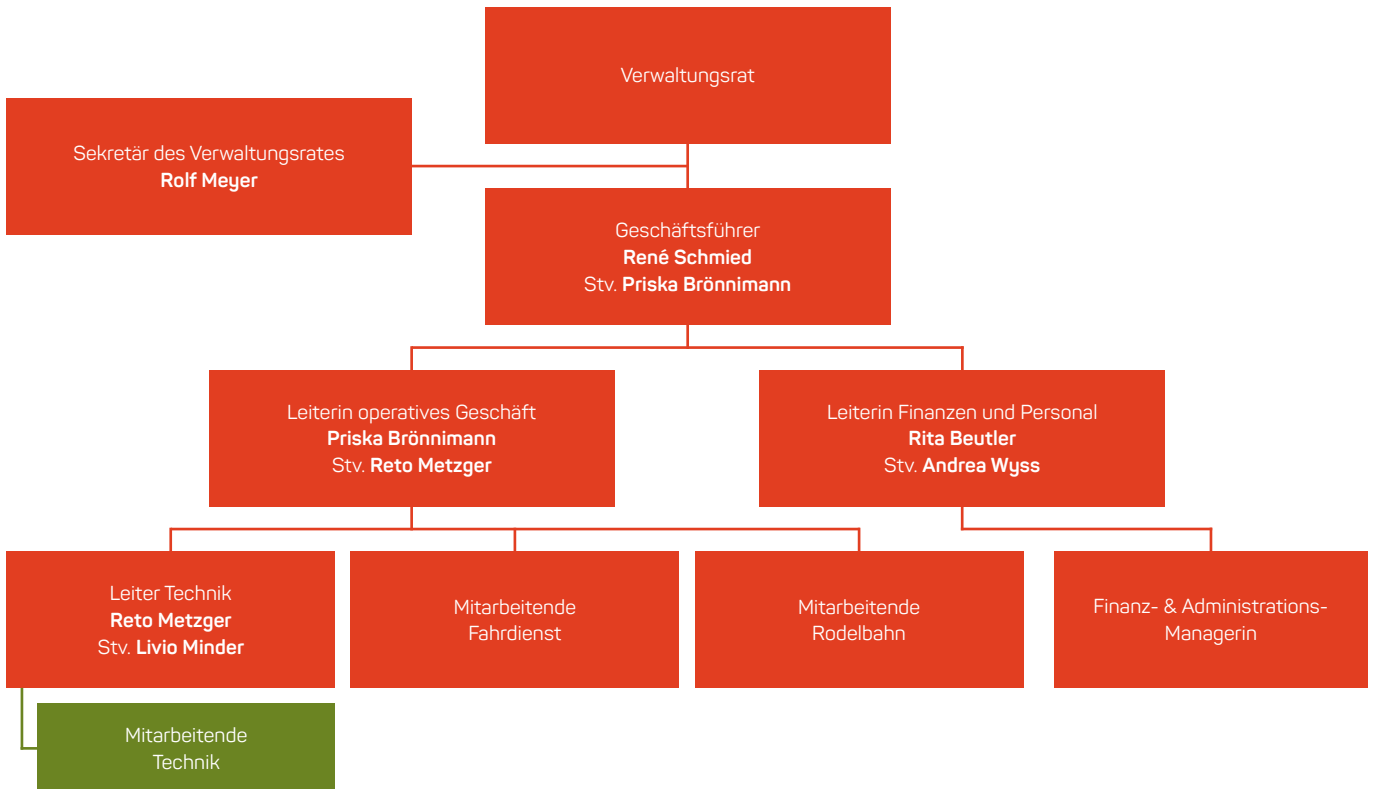 Verwaltungsrat
Sekretär des Verwaltungsrates
Rolf Meyer
Geschäftsführer
René Schmied
Stv. Priska Brönnimann
Leiterin operatives Geschäft
Priska Brönnimann
Stv. Reto Metzger
Leiterin Finanzen und Personal
Rita Beutler
Stv. Andrea Wyss
Leiter Technik
Reto Metzger
Stv. Livio Minder
Mitarbeitende
Fahrdienst
Mitarbeitende
Rodelbahn
Finanz- & Administrations-
Managerin
Mitarbeitende
Technik